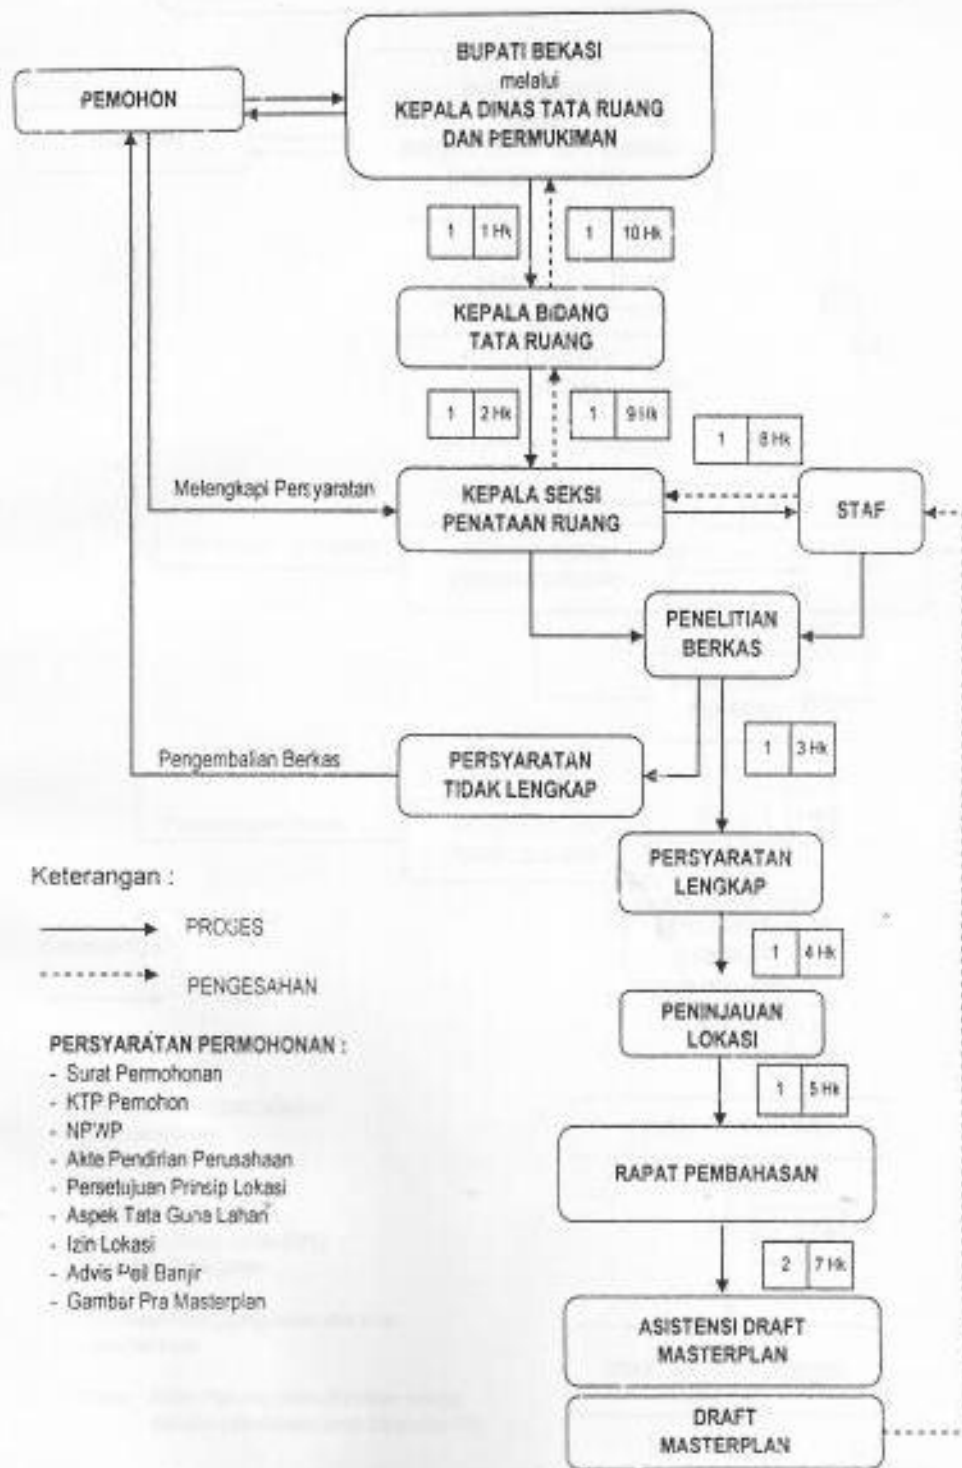 BUPATI BEKASI
melalui
KEPALA DINAS TATA RUANG
DAN PERMUKIMAN
PEMOHON
1 1 Hk
1 10 Hk
KEPALA BIDANG
TATA RUANG
1 2 Hk
1 9 Hk
1 8 Hk
Melengkapi Persyaratan
KEPALA SEKSI
PENATAAN RUANG
STAF
PENELITIAN
BERKAS
1 3 Hk
Pengembalian Berkas
PERSYARATAN
TIDAK LENGKAP
PERSYARATAN
LENGKAP
1 4 Hk
PENINJAUAN
LOKASI
1 5 Hk
RAPAT PEMBAHASAN
2 7 Hk
ASISTENSI DRAFT
MASTERPLAN
DRAFT
MASTERPLAN
Keterangan :
PROSES
PENGESAHAN
PERSYARATAN PERMOHONAN :
- Surat Permohonan
- KTP Pemohon
- NPWP
- Akte Pendirian Perusahaan
- Persetujuan Prinsip Lokasi
- Aspek Tata Guna Lahan
- Izin Lokasi
- Advis Peil Banjir
- Gambar Pra Masterplan